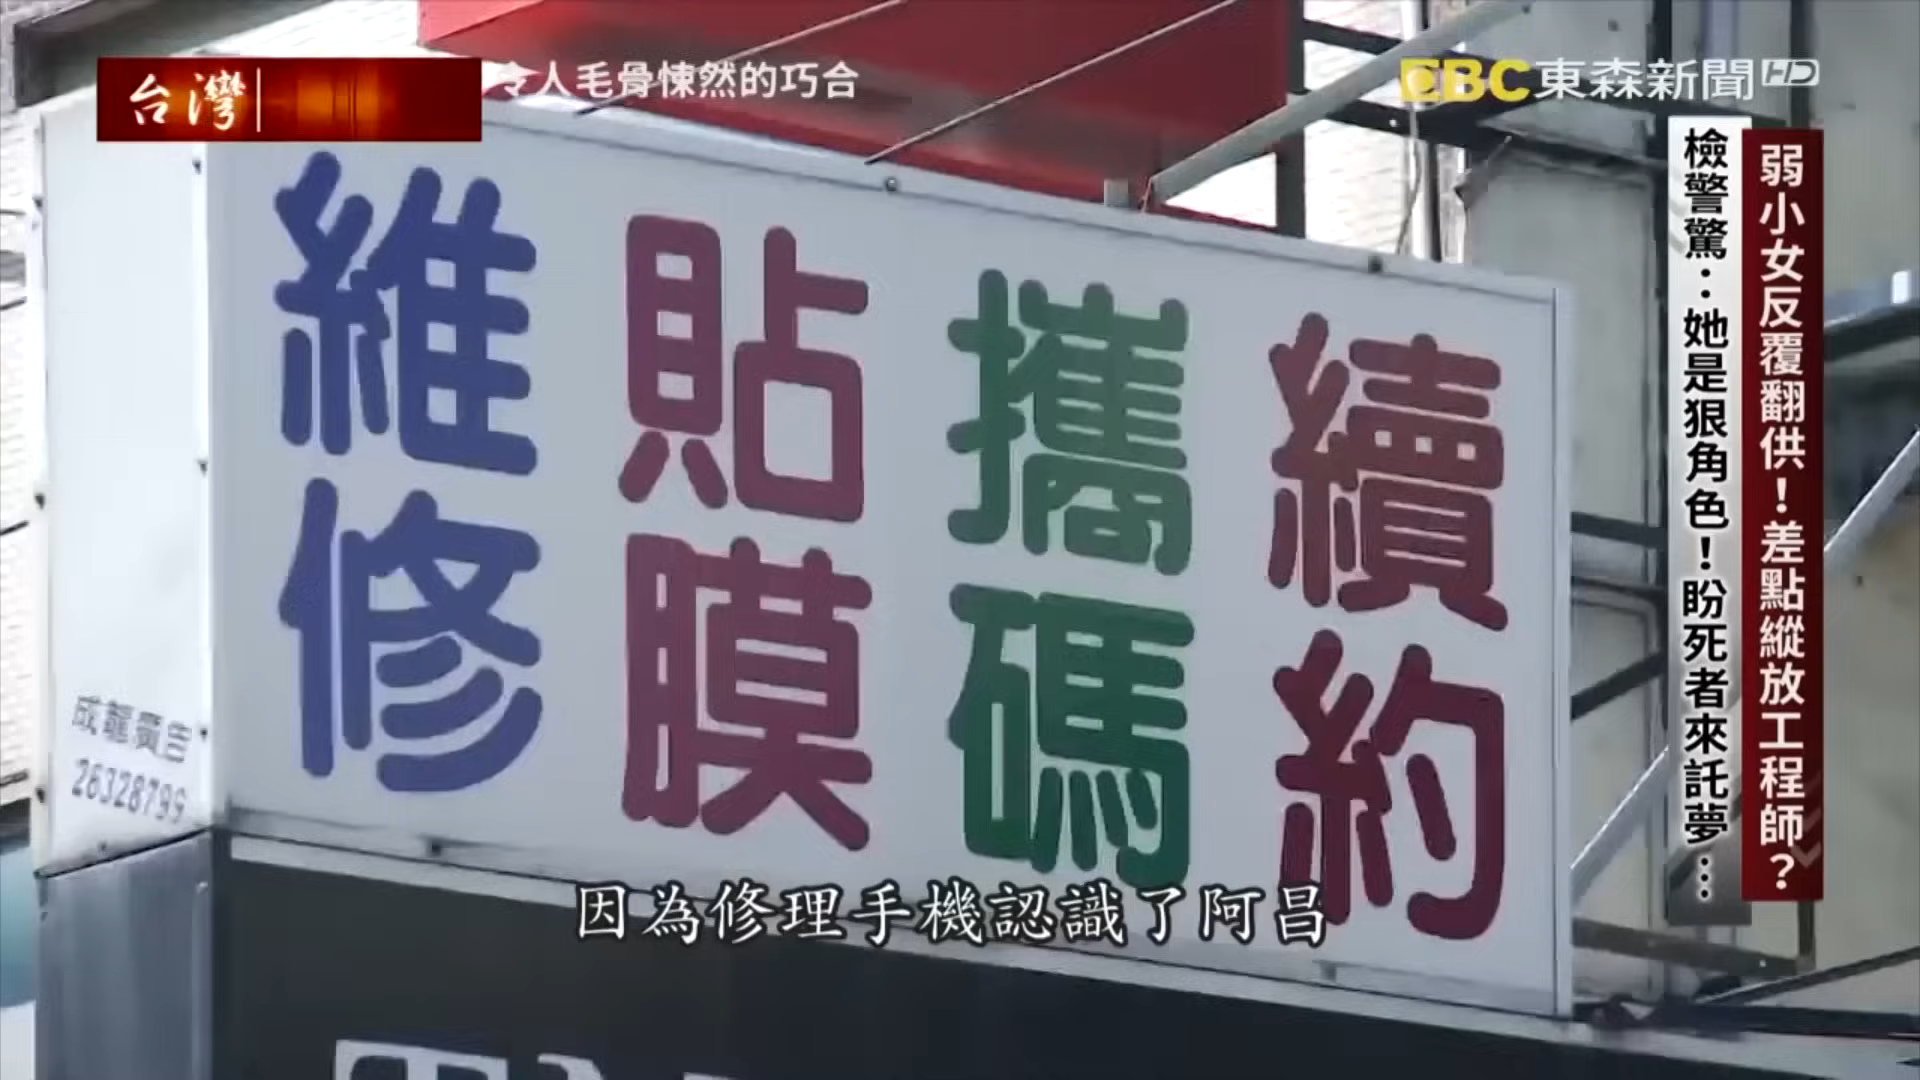 台灣
令人毛骨悚然的巧合
EBC東森新聞HD
弱小女反覆翻供！差點縱放工程師？
檢警驚：她是狠角色！盼死者來託夢…
維修
貼膜
攜碼
續約
成龍廣告
26328799
因為修理手機認識了阿昌